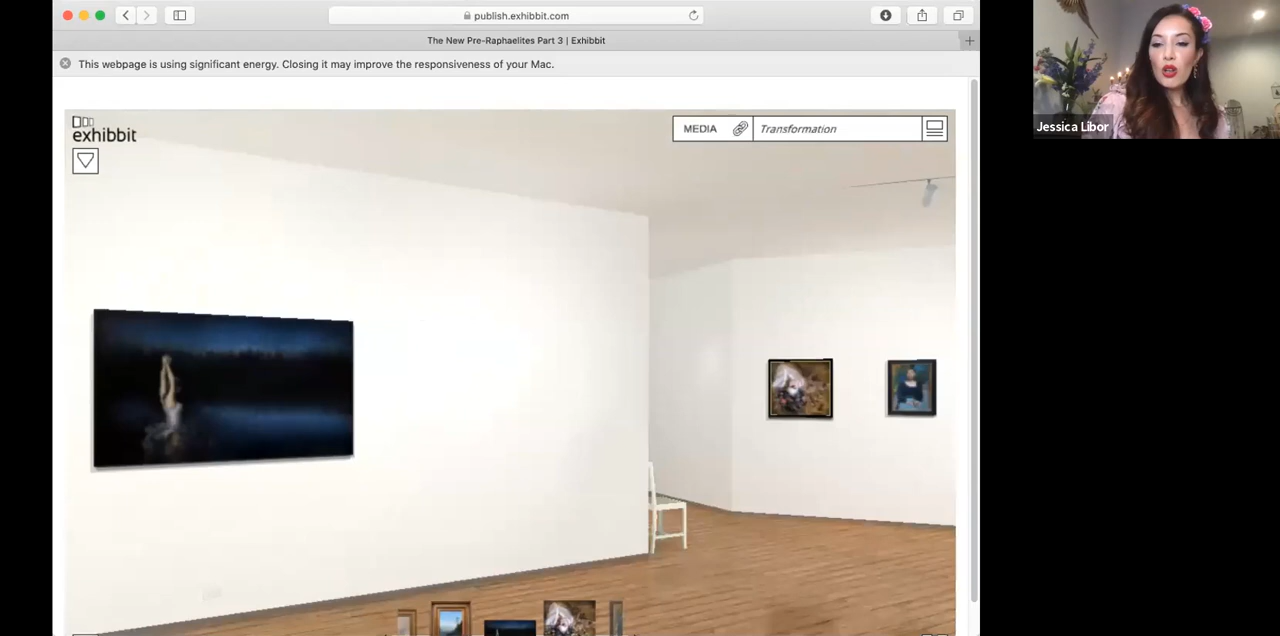 publish.exhibbit.com
The New Pre-Raphaelites Part 3 | Exhibbit
This webpage is using significant energy. Closing it may improve the responsiveness of your Mac.
exhibbit
MEDIA Transformation
Jessica Libor